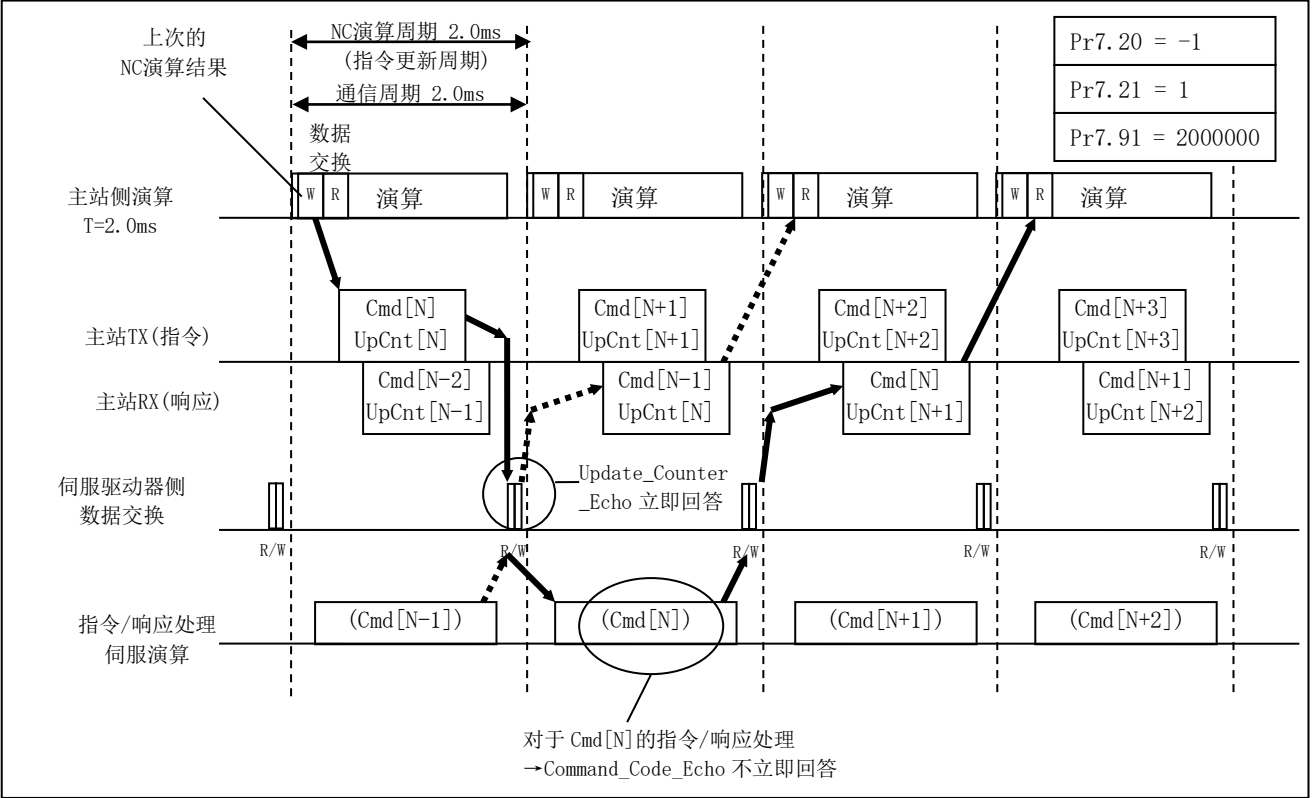 上次的
NC演算结果
NC演算周期 2.0ms
(指令更新周期)
通信周期 2.0ms
Pr7.20 = -1
Pr7.21 = 1
Pr7.91 = 2000000
数据
交换
主站侧演算
T=2.0ms
W R 演算
W R 演算
W R 演算
W R 演算
主站TX(指令)
Cmd[N]
UpCnt[N]
Cmd[N+1]
UpCnt[N+1]
Cmd[N+2]
UpCnt[N+2]
Cmd[N+3]
UpCnt[N+3]
主站RX(响应)
Cmd[N-2]
UpCnt[N-1]
Cmd[N-1]
UpCnt[N]
Cmd[N]
UpCnt[N+1]
Cmd[N+1]
UpCnt[N+2]
伺服驱动器侧
数据交换
Update_Counter
_Echo 立即回答
R/W
R/W
R/W
R/W
R/W
指令/响应处理
伺服演算
(Cmd[N-1])
(Cmd[N])
(Cmd[N+1])
(Cmd[N+2])
对于 Cmd[N]的指令/响应处理
→Command_Code_Echo 不立即回答